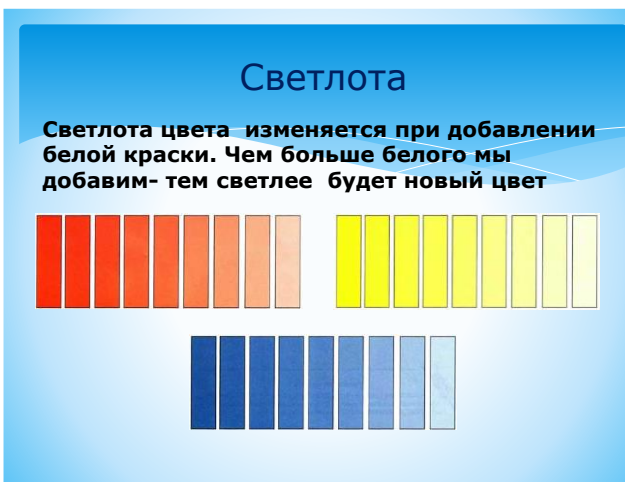 Светлота
Светлота цвета  изменяется при добавлении
белой краски. Чем больше белого мы
добавим- тем светлее  будет новый цвет